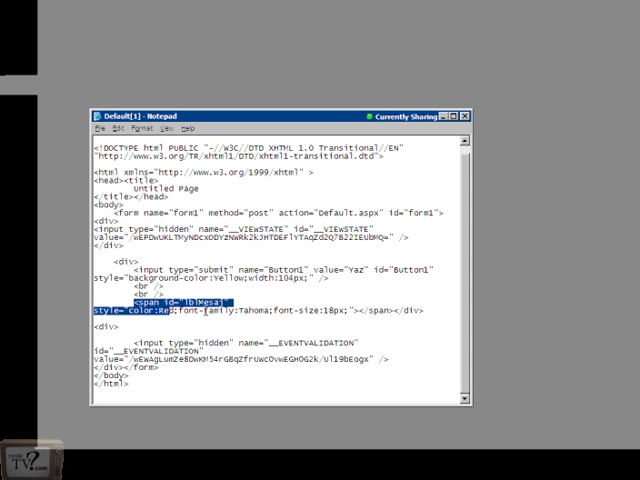 Default[1] - Notepad
Currently Sharing
File Edit Format View Help
<!DOCTYPE html PUBLIC "-//W3C//DTD XHTML 1.0 Transitional//EN"
"http://www.w3.org/TR/xhtml1/DTD/xhtml1-transitional.dtd">
<html xmlns="http://www.w3.org/1999/xhtml" >
<head><title>
Untitled Page
</title></head>
<body>
<form name="form1" method="post" action="Default.aspx" id="form1">
<div>
<input type="hidden" name="__VIEWSTATE" id="__VIEWSTATE"
</div>
<div>
<input type="submit" name="Button1" value="Yaz" id="Button1"
style="background-color:Yellow;width:104px;" />
<br />
<br />
<span id="lblMesaj"
style="color:Red;font-family:Tahoma;font-size:18px;"></span></div>
<div>
<input type="hidden" name="__EVENTVALIDATION"
id="__EVENTVALIDATION"
</div></form>
</body>
</html>
TV?
.com